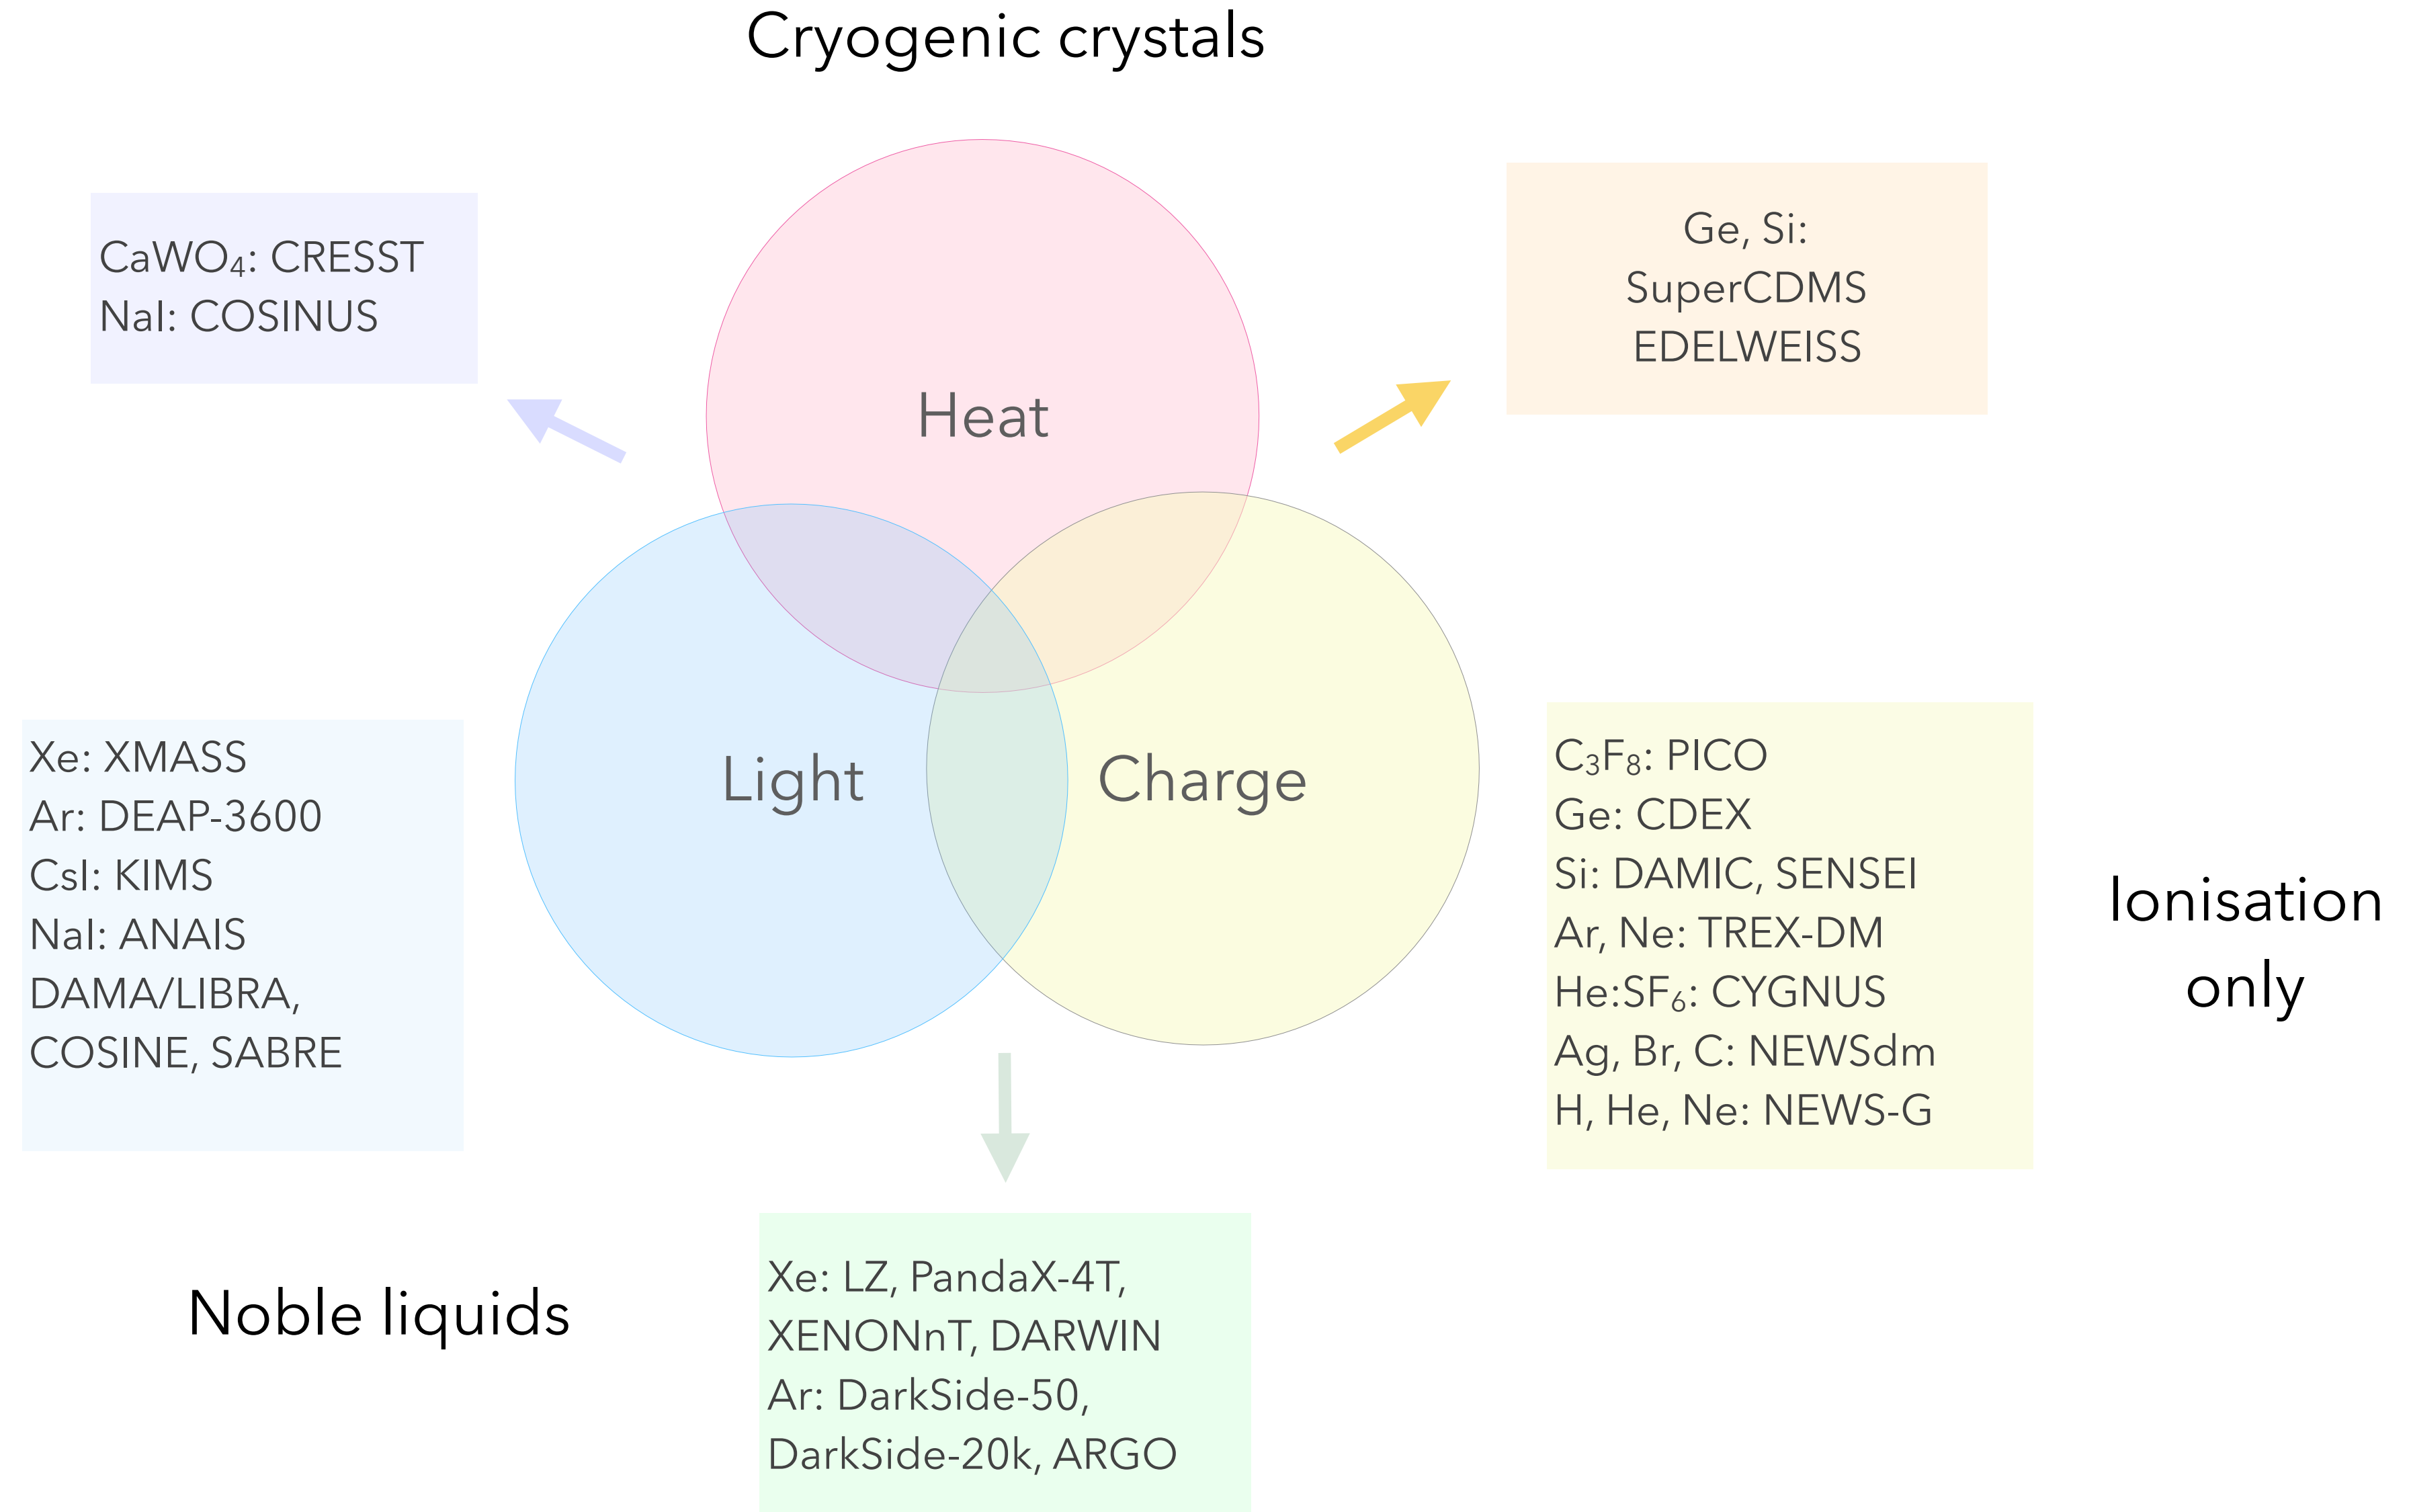 Cryogenic crystals
CaWO₄: CRESST
NaI: COSINUS
Ge, Si:
SuperCDMS
EDELWEISS
Heat
Light
Charge
Xe: XMASS
Ar: DEAP-3600
CsI: KIMS
NaI: ANAIS
DAMA/LIBRA,
COSINE, SABRE
C₃F₈: PICO
Ge: CDEX
Si: DAMIC, SENSEI
Ar, Ne: TREX-DM
He:SF₆: CYGNUS
Ag, Br, C: NEWSdm
H, He, Ne: NEWS-G
Ionisation
only
Noble liquids
Xe: LZ, PandaX-4T,
XENONnT, DARWIN
Ar: DarkSide-50,
DarkSide-20k, ARGO